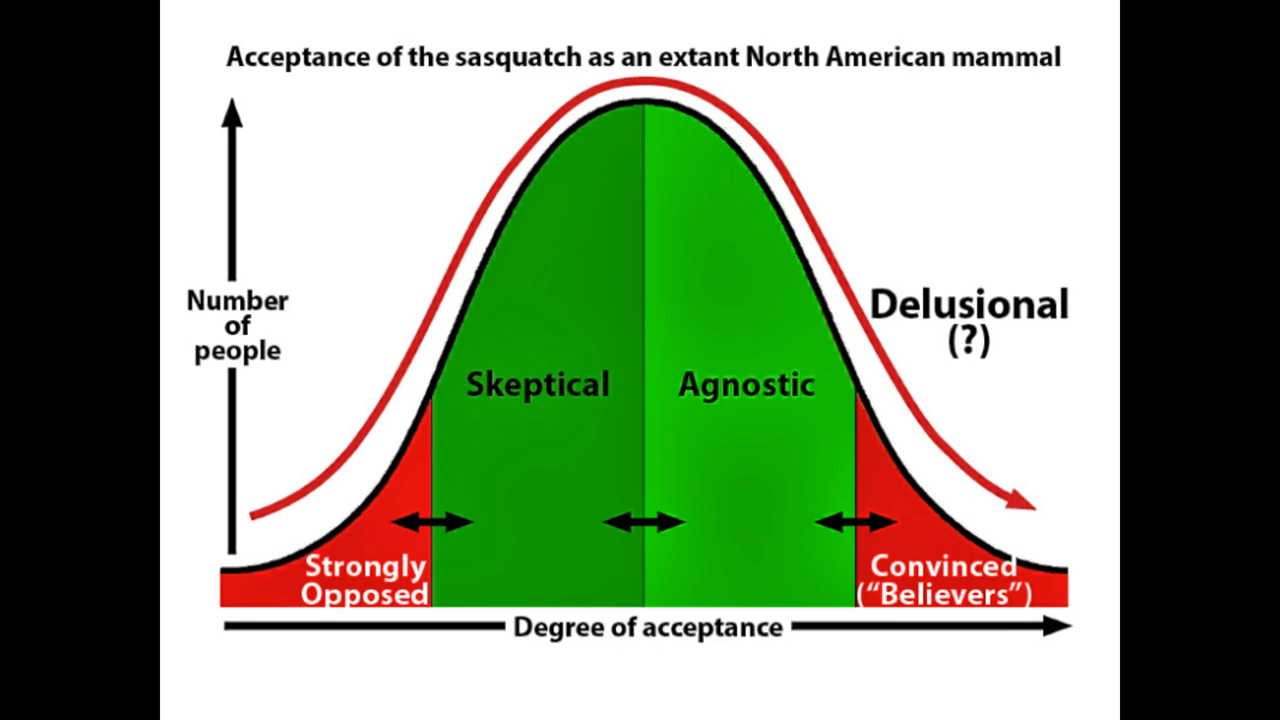 Acceptance of the sasquatch as an extant North American mammal
Number
of
people
Delusional
(?)
Skeptical
Agnostic
Strongly
Opposed
Convinced
(“Believers”)
Degree of acceptance